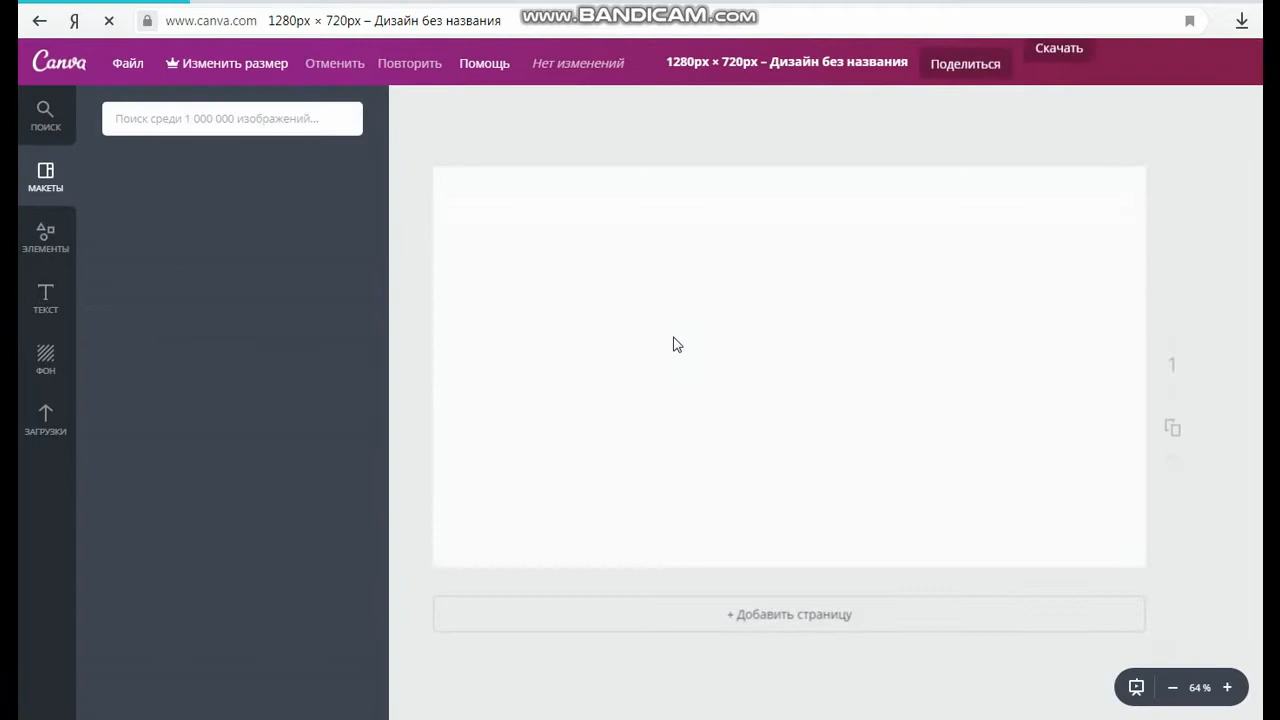 www.canva.com 1280px × 720px – Дизайн без названия
www.BANDICAM.com
Canva Файл Изменить размер Отменить Повторить Помощь Нет изменений 1280px × 720px – Дизайн без названия Поделиться Скачать
ПОИСК
Поиск среди 1 000 000 изображений...
МАКЕТЫ
ЭЛЕМЕНТЫ
ТЕКСТ
ФОН
ЗАГРУЗКИ
1
+ Добавить страницу
− 64 % +